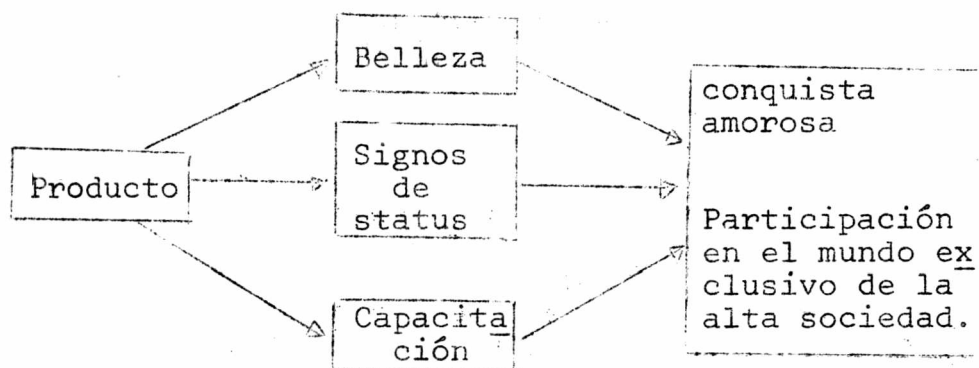 Producto
Belleza
Signos
de
status
Capacita
ción
conquista
amorosa
Participación
en el mundo ex
clusivo de la
alta sociedad.